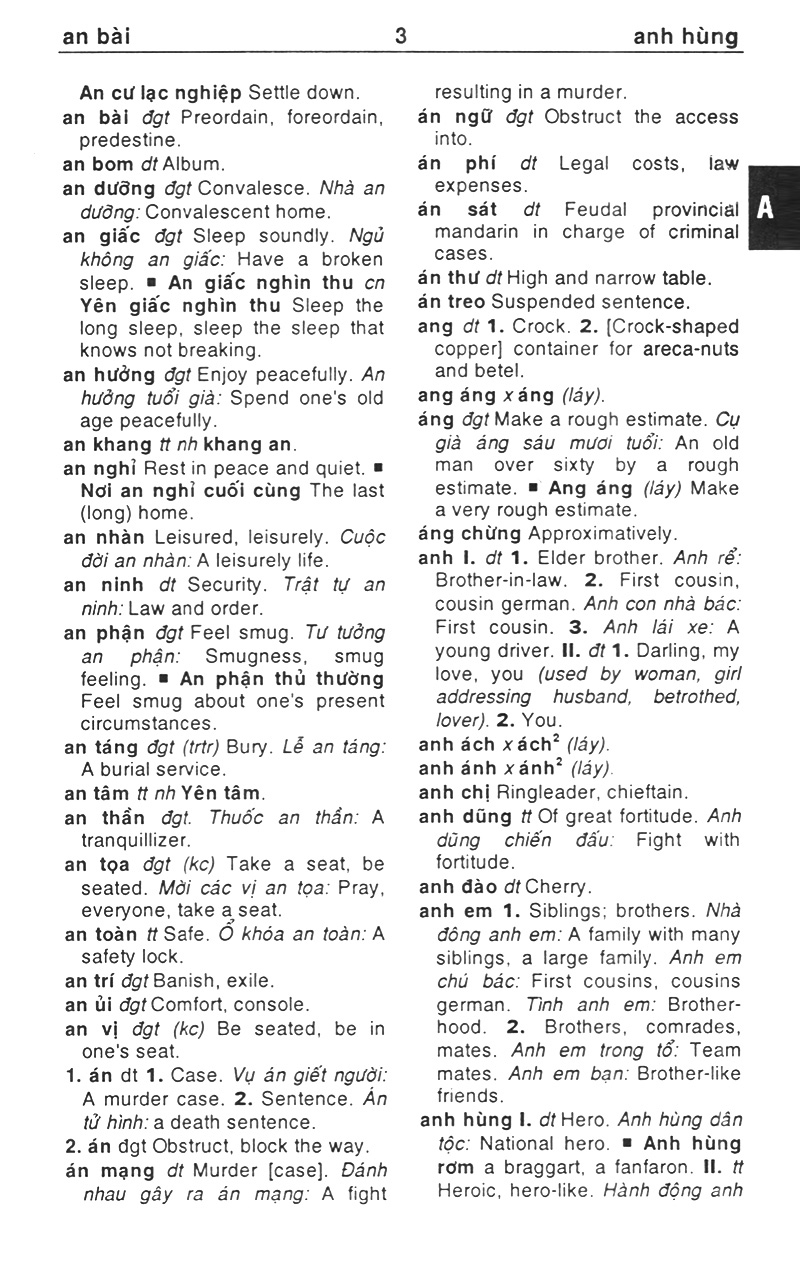 an bài 3 anh hùng
An cư lạc nghiệp Settle down.
an bài đgt Preordain, foreordain,
predestine.
an bom dt Album.
an dưỡng đgt Convalesce. Nhà an
dưỡng: Convalescent home.
an giấc đgt Sleep soundly. Ngủ
không an giấc: Have a broken
sleep. ■ An giấc nghìn thu cn
Yên giấc nghìn thu Sleep the
long sleep, sleep the sleep that
knows not breaking.
an hưởng đgt Enjoy peacefully. An
hưởng tuổi già: Spend one's old
age peacefully.
an khang tt nh khang an.
an nghỉ Rest in peace and quiet. ■
Nơi an nghỉ cuối cùng The last
(long) home.
an nhàn Leisured, leisurely. Cuộc
đời an nhàn: A leisurely life.
an ninh dt Security. Trật tự an
ninh: Law and order.
an phận đgt Feel smug. Tư tưởng
an phận: Smugness, smug
feeling. ■ An phận thủ thường
Feel smug about one's present
circumstances.
an táng đgt (trtr) Bury. Lễ an táng:
A burial service.
an tâm tt nh Yên tâm.
an thần đgt. Thuốc an thần: A
tranquillizer.
an tọa đgt (kc) Take a seat, be
seated. Mời các vị an tọa: Pray,
everyone, take a seat.
an toàn tt Safe. Ổ khóa an toàn: A
safety lock.
an trí đgt Banish, exile.
an ủi đgt Comfort, console.
an vị đgt (kc) Be seated, be in
one's seat.
1. án dt 1. Case. Vụ án giết người:
A murder case. 2. Sentence. Án
tử hình: a death sentence.
2. án đgt Obstruct, block the way.
án mạng dt Murder [case]. Đánh
nhau gây ra án mạng: A fight
resulting in a murder.
án ngữ đgt Obstruct the access
into.
án phí dt Legal costs, law
expenses.
án sát dt Feudal provincial
mandarin in charge of criminal
cases.
án thư dt High and narrow table.
án treo Suspended sentence.
ang dt 1. Crock. 2. [Crock-shaped
copper] container for areca-nuts
and betel.
ang áng x áng (láy).
áng đgt Make a rough estimate. Cụ
già áng sáu mươi tuổi: An old
man over sixty by a rough
estimate. ■ Ang áng (láy) Make
a very rough estimate.
áng chừng Approximatively.
anh I. dt 1. Elder brother. Anh rể:
Brother-in-law. 2. First cousin,
cousin german. Anh con nhà bác:
First cousin. 3. Anh lái xe: A
young driver. II. đt 1. Darling, my
love, you (used by woman, girl
addressing husband, betrothed,
lover). 2. You.
anh ách x ách² (láy).
anh ánh x ánh² (láy).
anh chị Ringleader, chieftain.
anh dũng tt Of great fortitude. Anh
dũng chiến đấu: Fight with
fortitude.
anh đào dt Cherry.
anh em 1. Siblings; brothers. Nhà
đông anh em: A family with many
siblings, a large family. Anh em
chú bác: First cousins, cousins
german. Tình anh em: Brother-
hood. 2. Brothers, comrades,
mates. Anh em trong tổ: Team
mates. Anh em bạn: Brother-like
friends.
anh hùng I. dt Hero. Anh hùng dân
tộc: National hero. ■ Anh hùng
rơm a braggart, a fanfaron. II. tt
Heroic, hero-like. Hành động anh
A